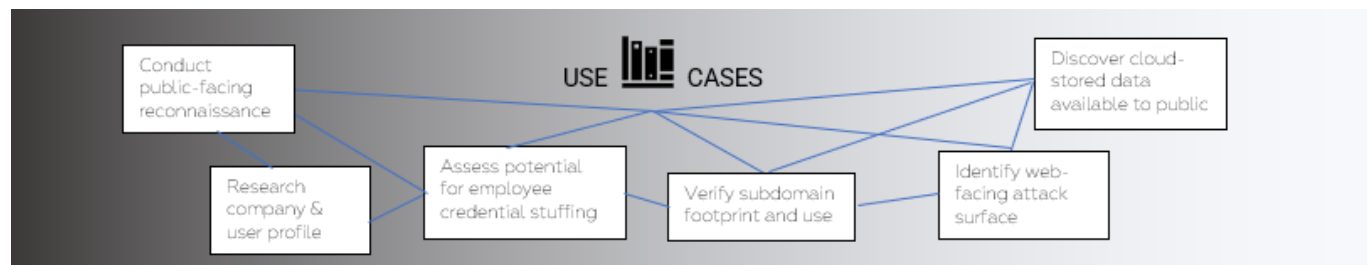 USE CASES
Conduct
public-facing
reconnaissance
Research
company &
user profile
Assess potential
for employee
credential stuffing
Verify subdomain
footprint and use
Identify web-
facing attack
surface
Discover cloud-
stored data
available to public